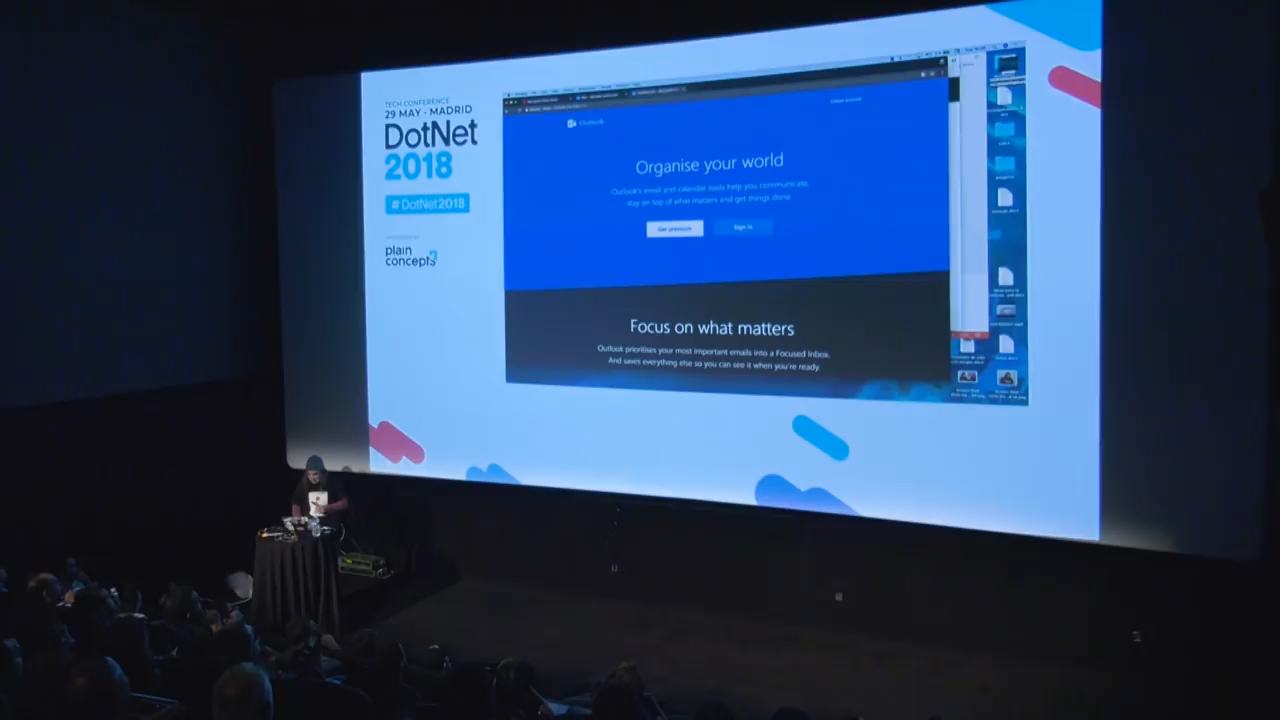 TECH CONFERENCE
29 MAY - MADRID
DotNet
2018
#DotNet2018
plain
concepts
Outlook
Create account
Organise your world
Outlook's email and calendar tools help you communicate,
stay on top of what matters and get things done.
Get premium
Sign in
Focus on what matters
Outlook prioritises your most important emails into a Focused Inbox.
And saves everything else so you can see it when you're ready.